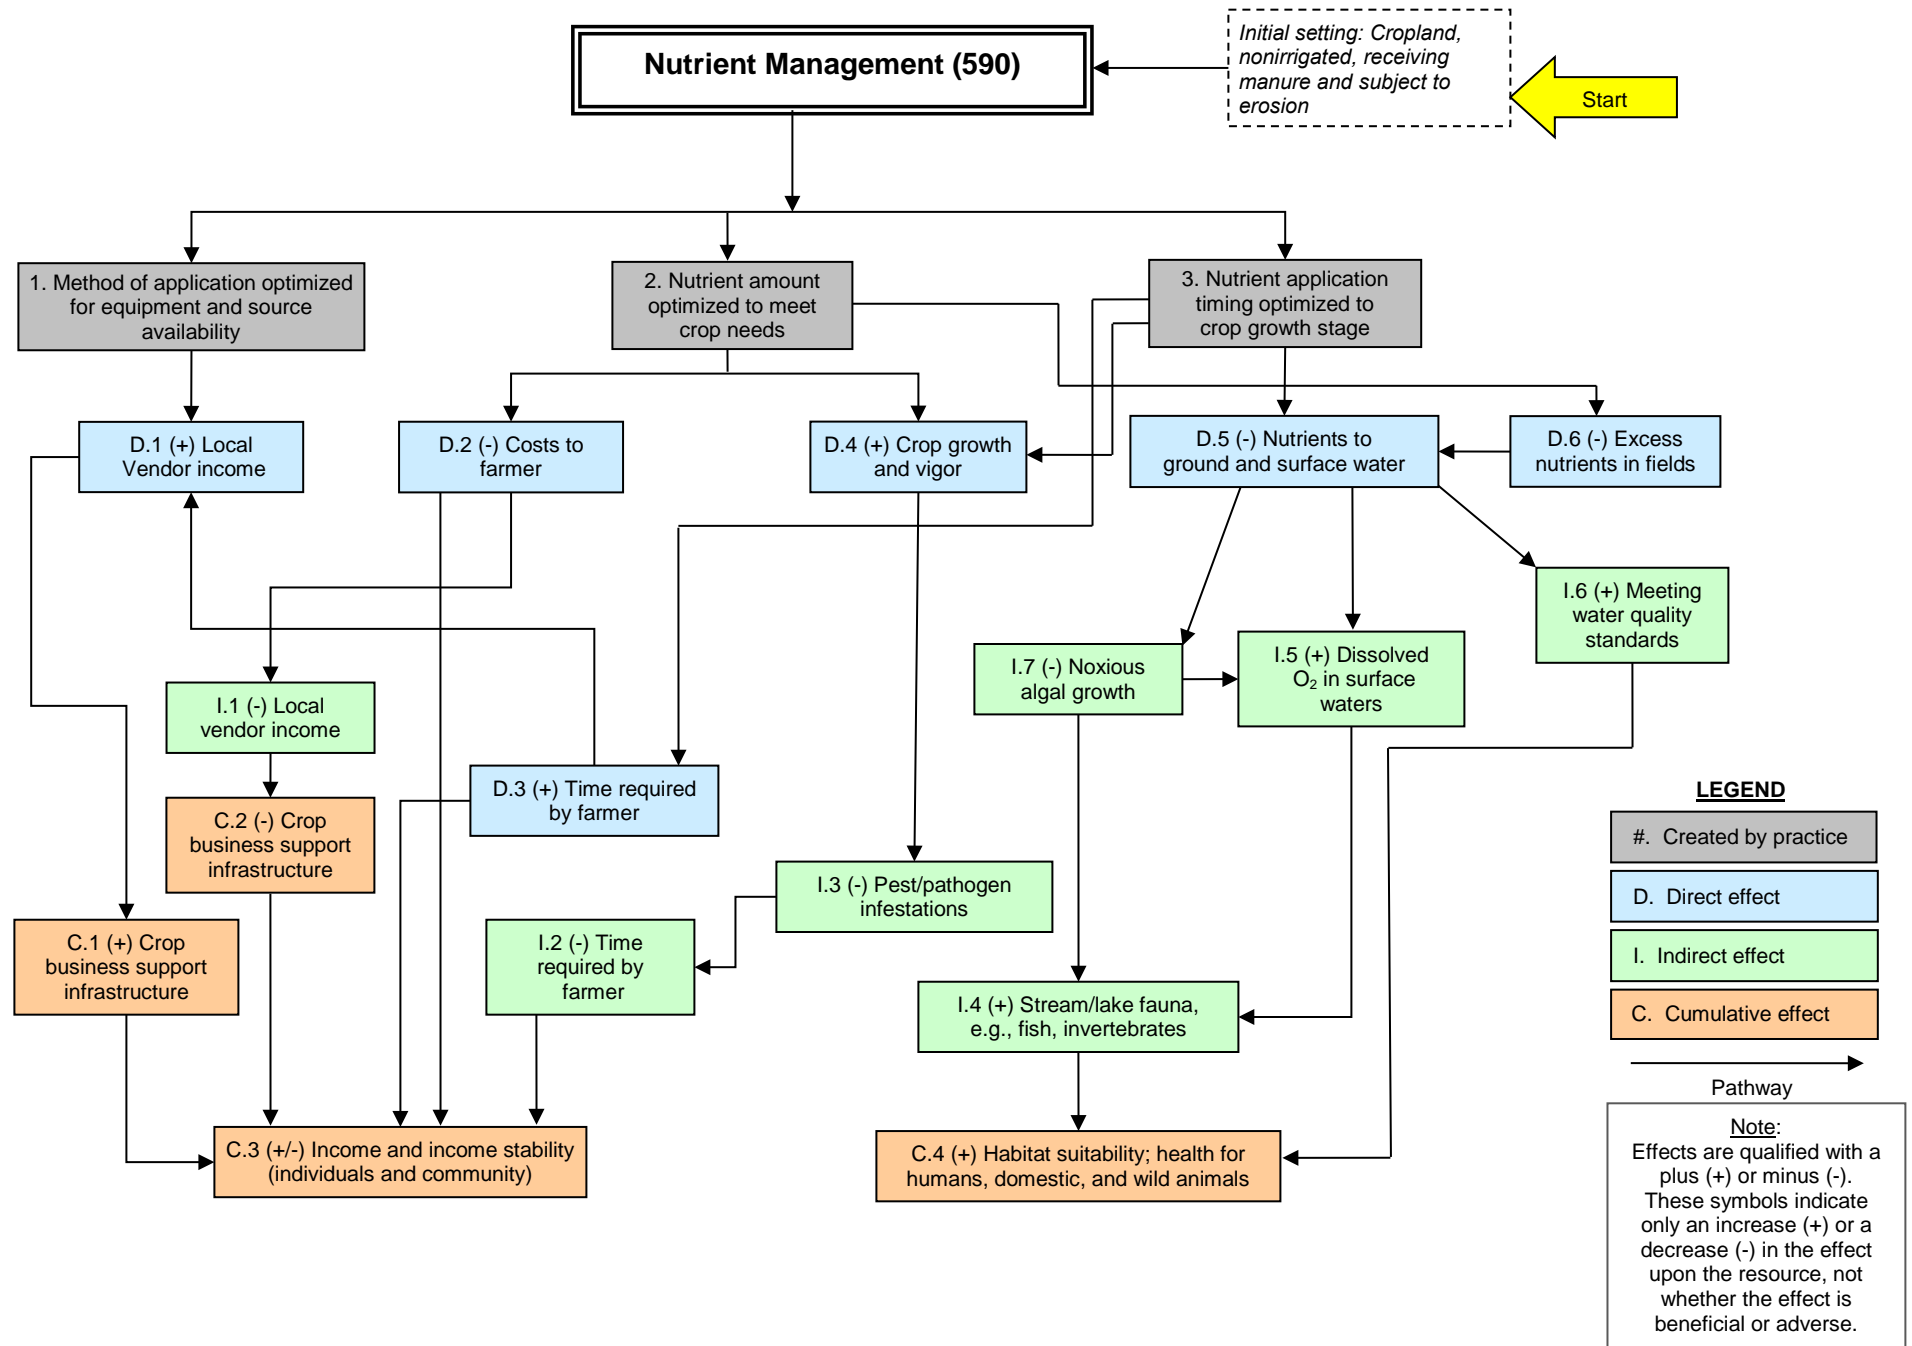 Nutrient Management (590)
Initial setting: Cropland,
nonirrigated, receiving
manure and subject to
erosion
Start
1. Method of application optimized
for equipment and source
availability
2. Nutrient amount
optimized to meet
crop needs
3. Nutrient application
timing optimized to
crop growth stage
D.1 (+) Local
Vendor income
D.2 (-) Costs to
farmer
D.4 (+) Crop growth
and vigor
D.5 (-) Nutrients to
ground and surface water
D.6 (-) Excess
nutrients in fields
I.6 (+) Meeting
water quality
standards
I.7 (-) Noxious
algal growth
I.5 (+) Dissolved
O₂ in surface
waters
I.1 (-) Local
vendor income
D.3 (+) Time required
by farmer
C.2 (-) Crop
business support
infrastructure
I.3 (-) Pest/pathogen
infestations
C.1 (+) Crop
business support
infrastructure
I.2 (-) Time
required by
farmer
I.4 (+) Stream/lake fauna,
e.g., fish, invertebrates
C.3 (+/-) Income and income stability
(individuals and community)
C.4 (+) Habitat suitability; health for
humans, domestic, and wild animals
LEGEND
#. Created by practice
D. Direct effect
I. Indirect effect
C. Cumulative effect
Pathway
Note:
Effects are qualified with a
plus (+) or minus (-).
These symbols indicate
only an increase (+) or a
decrease (-) in the effect
upon the resource, not
whether the effect is
beneficial or adverse.